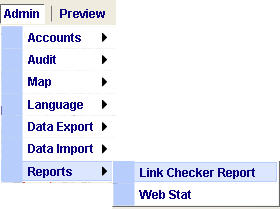 Admin Preview
Accounts
Audit
Map
Language
Data Export
Data Import
Reports
Link Checker Report
Web Stat